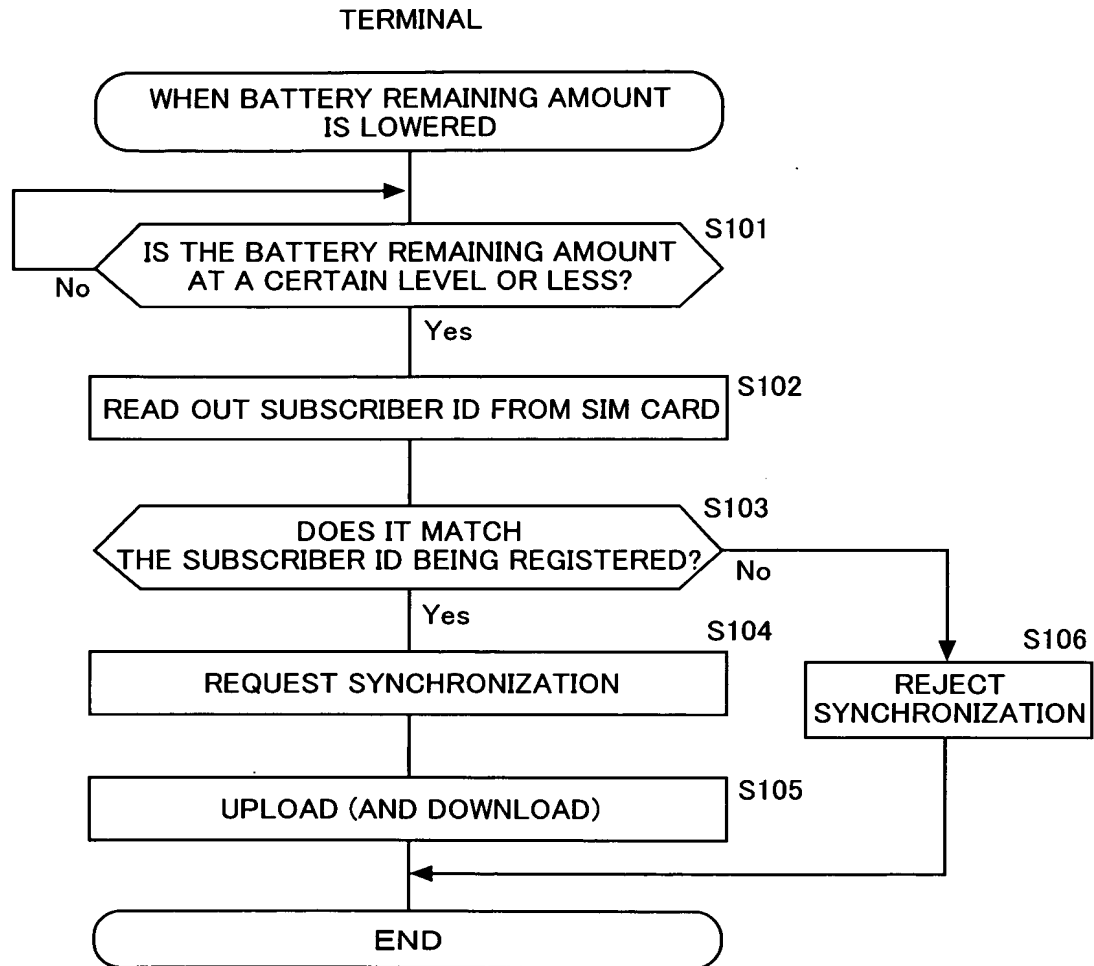 TERMINAL
WHEN BATTERY REMAINING AMOUNT
IS LOWERED
S101
IS THE BATTERY REMAINING AMOUNT
AT A CERTAIN LEVEL OR LESS?
No
Yes
S102
READ OUT SUBSCRIBER ID FROM SIM CARD
S103
DOES IT MATCH
THE SUBSCRIBER ID BEING REGISTERED?
No
Yes
S104
REQUEST SYNCHRONIZATION
S106
REJECT
SYNCHRONIZATION
S105
UPLOAD (AND DOWNLOAD)
END